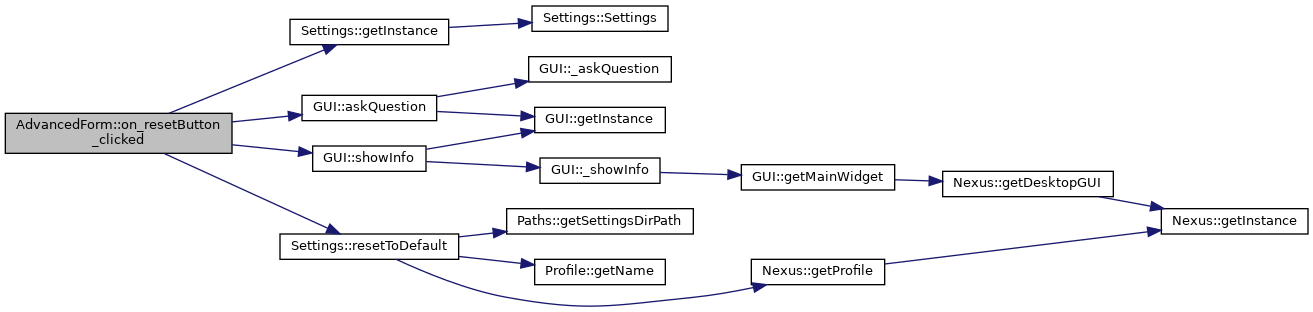 AdvancedForm::on_resetButton
_clicked
Settings::getInstance
Settings::Settings
GUI::askQuestion
GUI::_askQuestion
GUI::getInstance
GUI::showInfo
GUI::_showInfo
GUI::getMainWidget
Nexus::getDesktopGUI
Nexus::getInstance
Settings::resetToDefault
Paths::getSettingsDirPath
Profile::getName
Nexus::getProfile